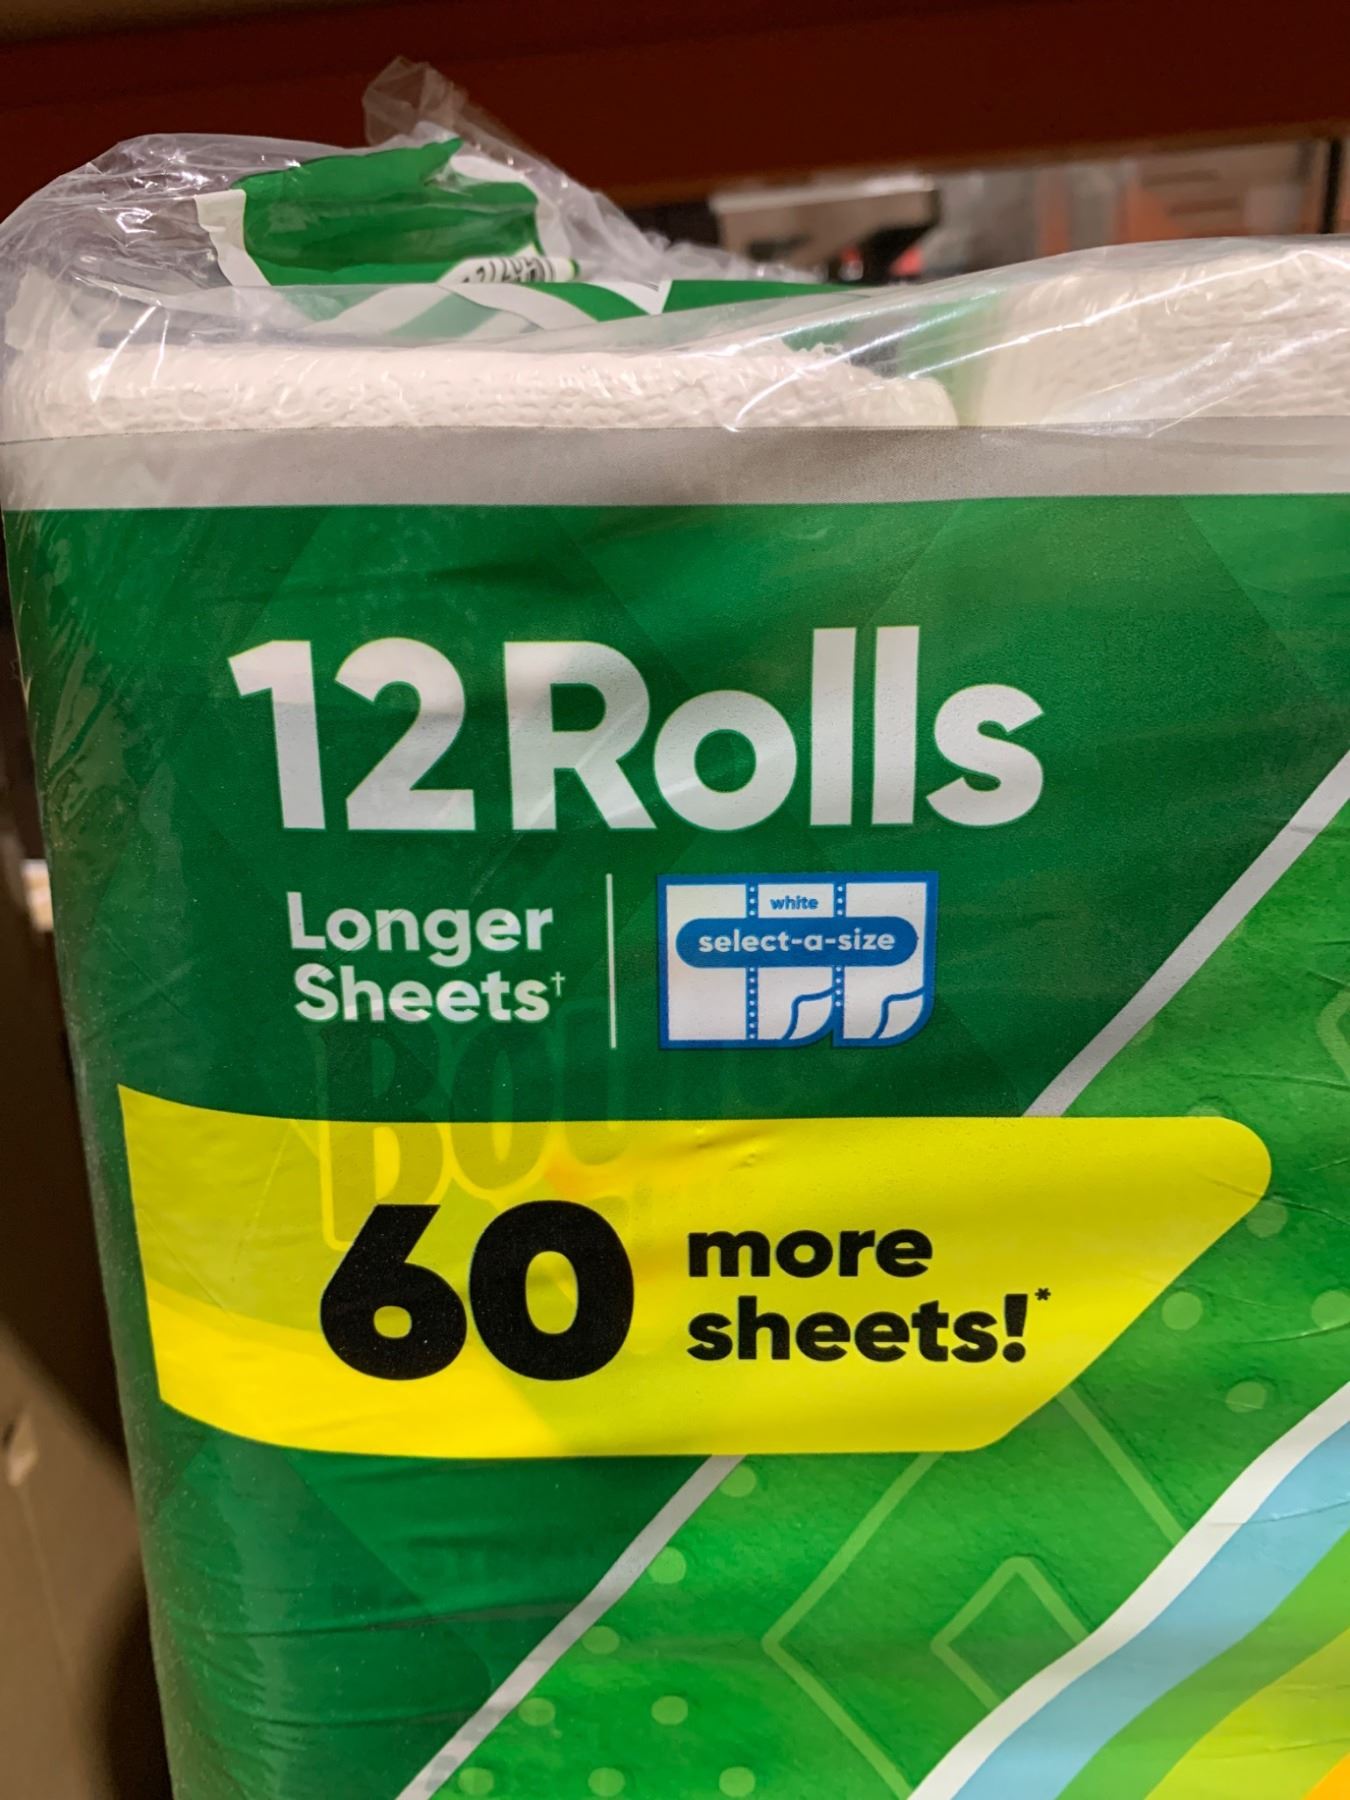 12 Rolls
Longer
Sheets†
white
select-a-size
60 more
sheets!*